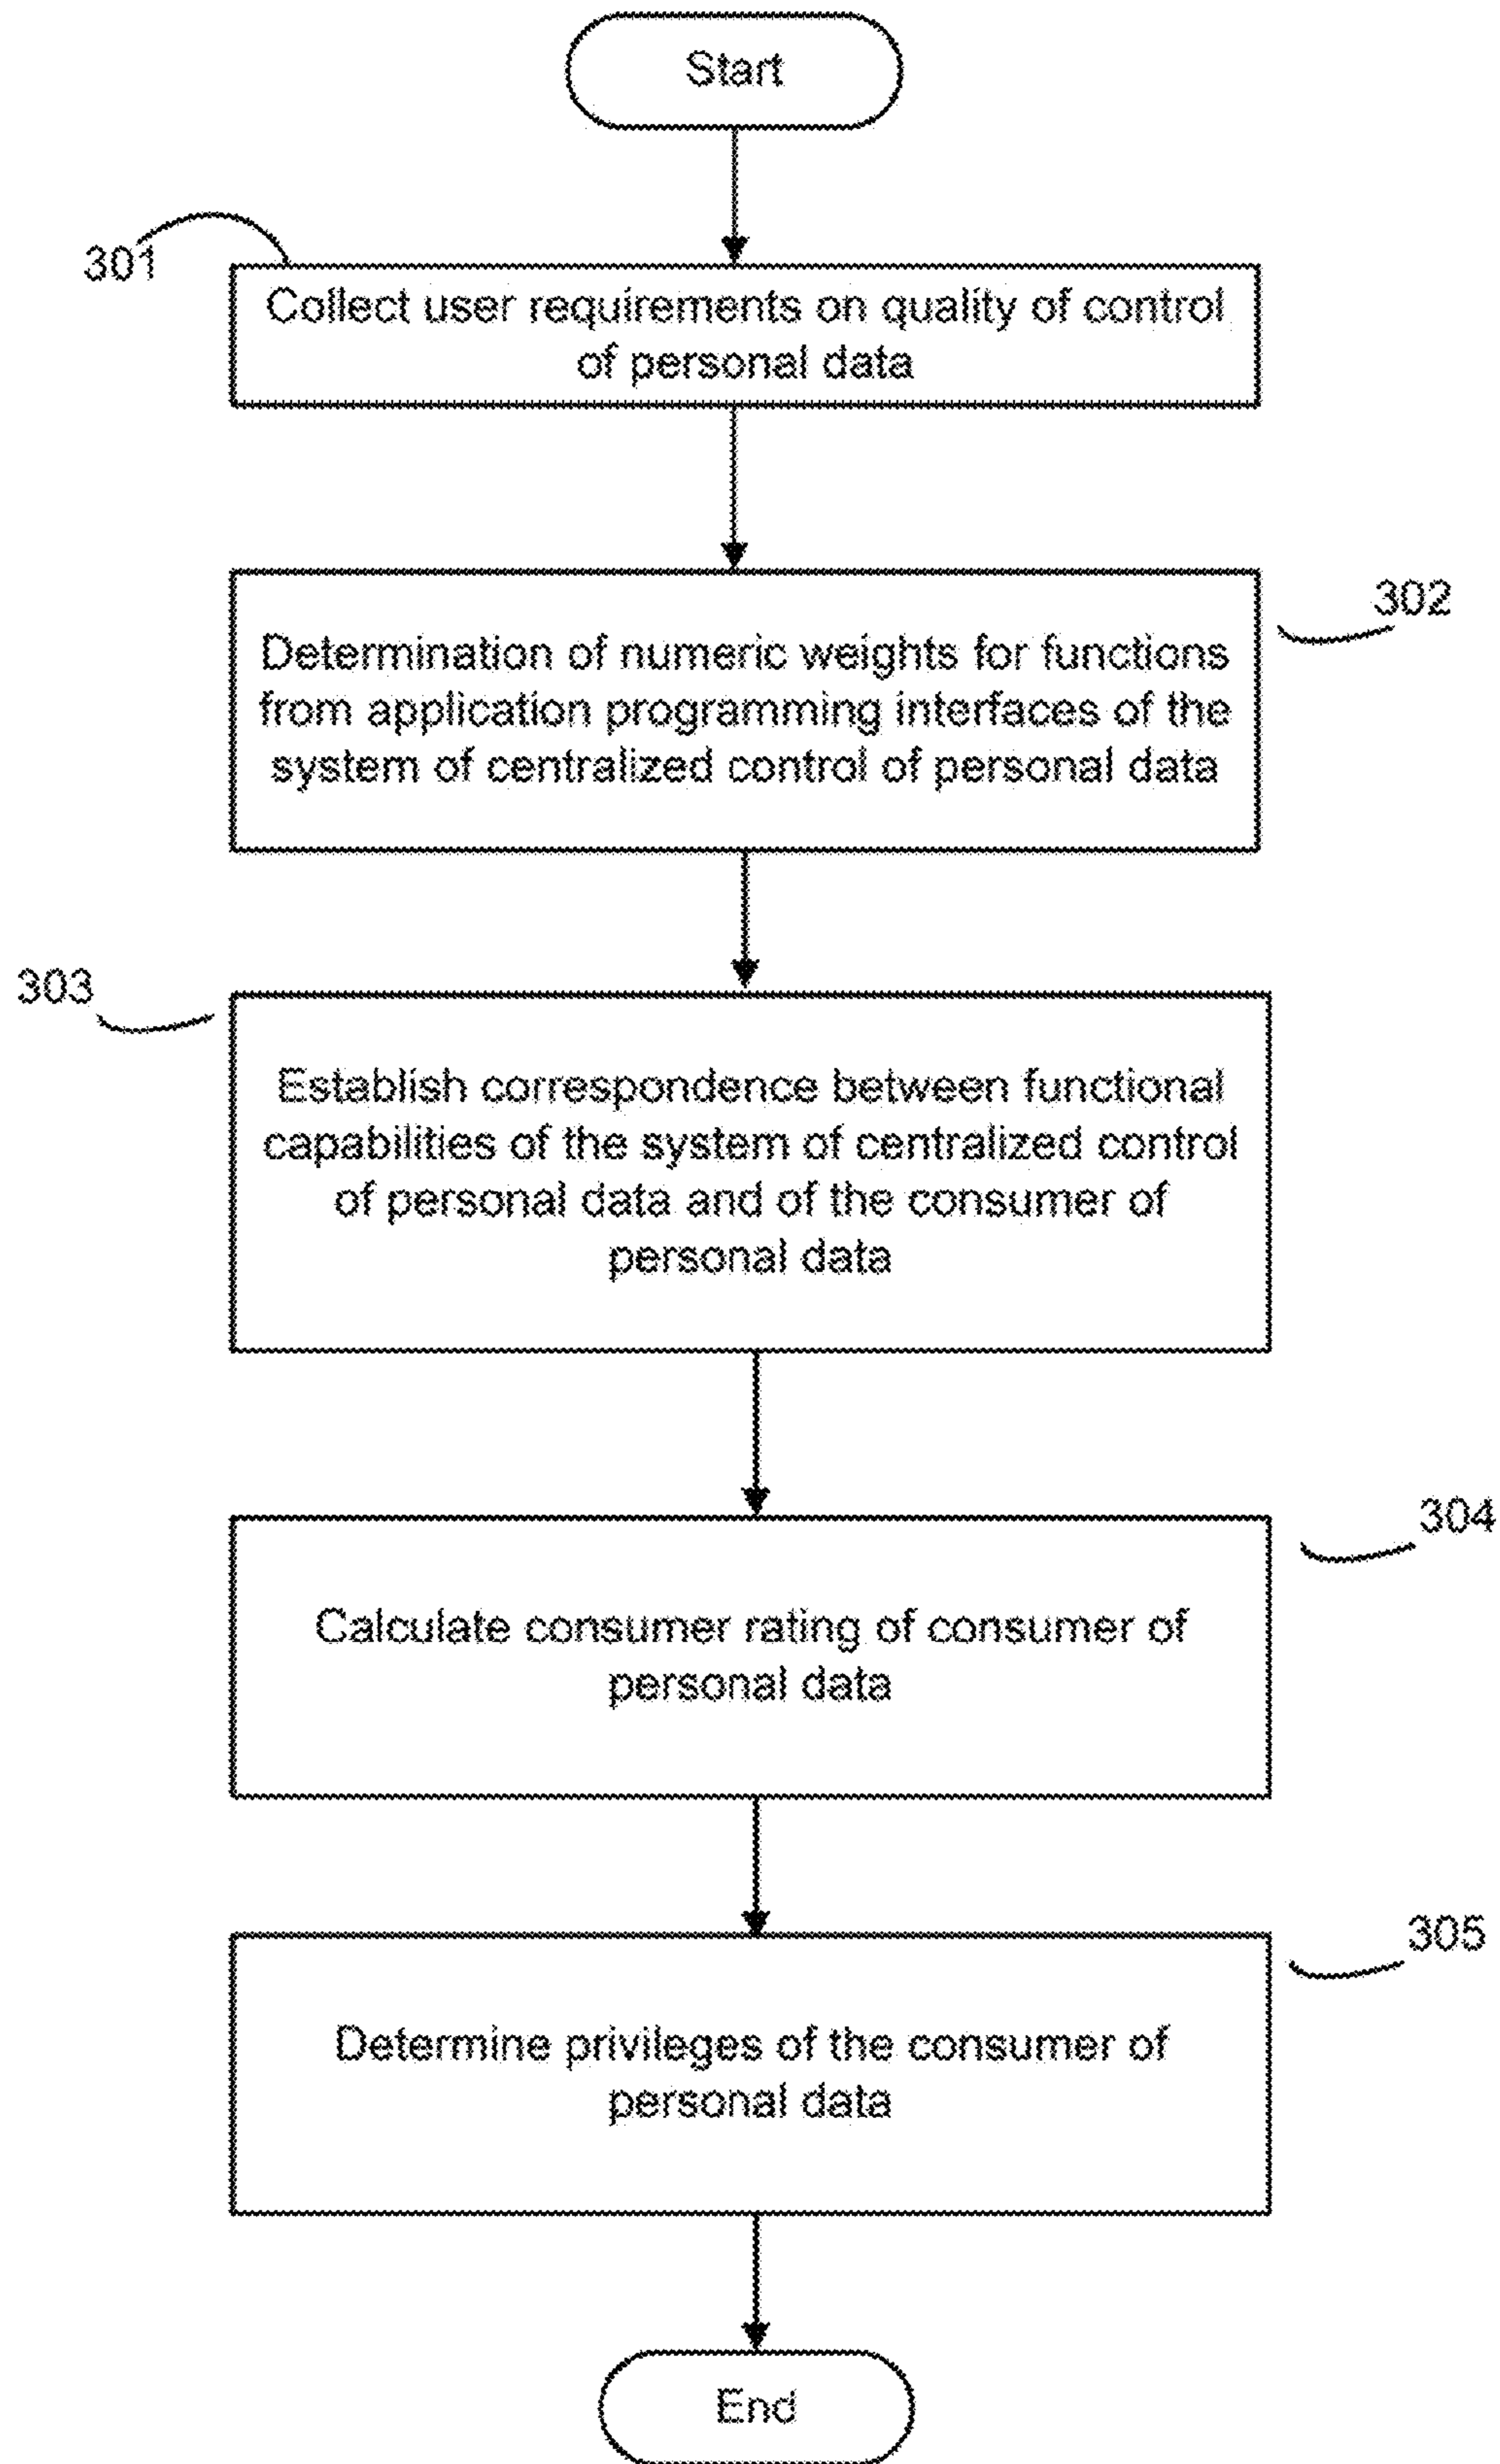 Start
301
Collect user requirements on quality of control
of personal data
302
Determination of numeric weights for functions
from application programming interfaces of the
system of centralized control of personal data
303
Establish correspondence between functional
capabilities of the system of centralized control
of personal data and of the consumer of
personal data
304
Calculate consumer rating of consumer of
personal data
305
Determine privileges of the consumer of
personal data
End